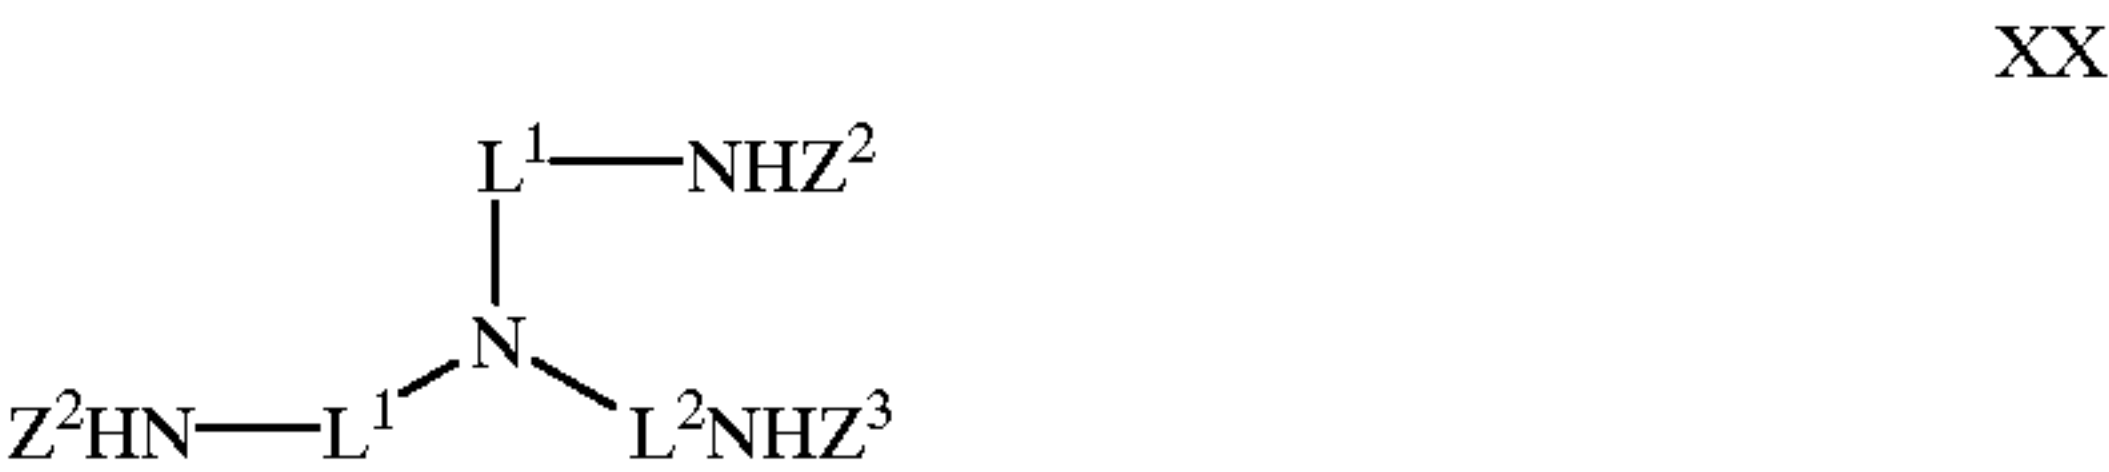 XX
L¹—NHZ²
N
Z²HN—L¹
L²NHZ³